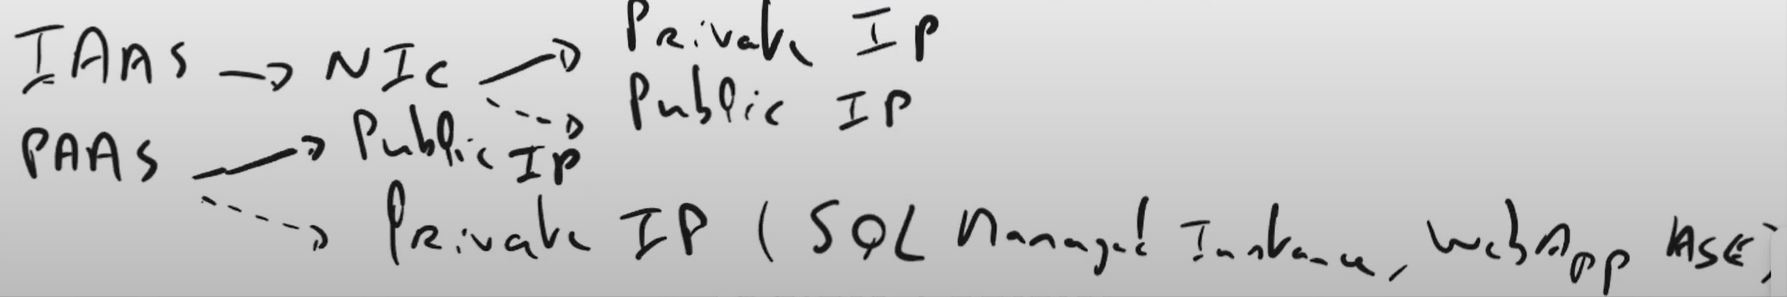 IAAS → NIC → Private IP
Public IP
PAAS → Public IP
Private IP (SQL Managed Instance, WebApp ASE)